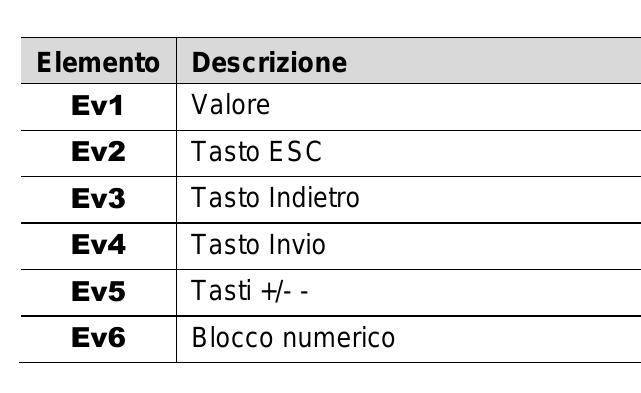 Elemento Descrizione
Ev1 Valore
Ev2 Tasto ESC
Ev3 Tasto Indietro
Ev4 Tasto Invio
Ev5 Tasti +/- -
Ev6 Blocco numerico